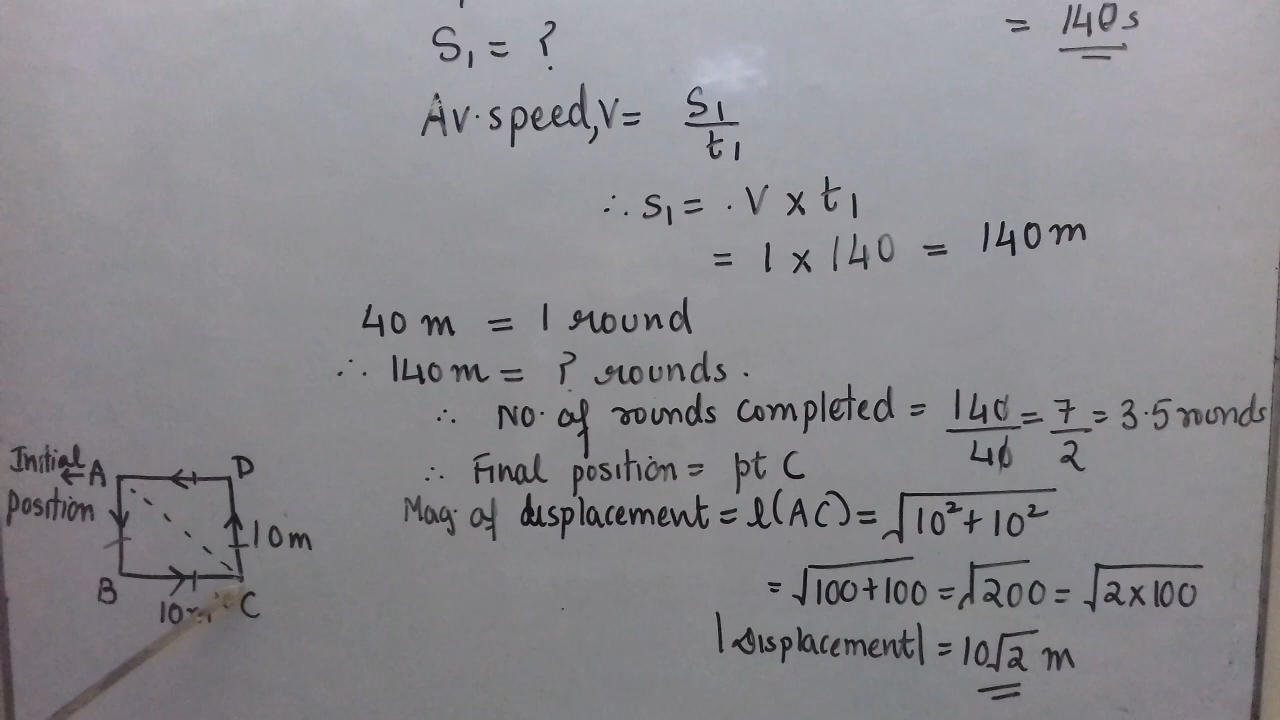 = 140s
S₁ = ?
Av. speed, V = S₁/t₁
∴ S₁ = . V x t₁
= 1 x 140 = 140 m
40 m = 1 round
∴ 140 m = ? rounds.
∴ No. of rounds completed = 140/40 = 7/2 = 3.5 rounds
∴ Final position = pt C
Mag. of displacement = l(AC) = √10² + 10²
= √100 + 100 = √200 = √2 x 100
|Displacement| = 10√2 m
Initial ← A
position
D
10 m
B
10m
C